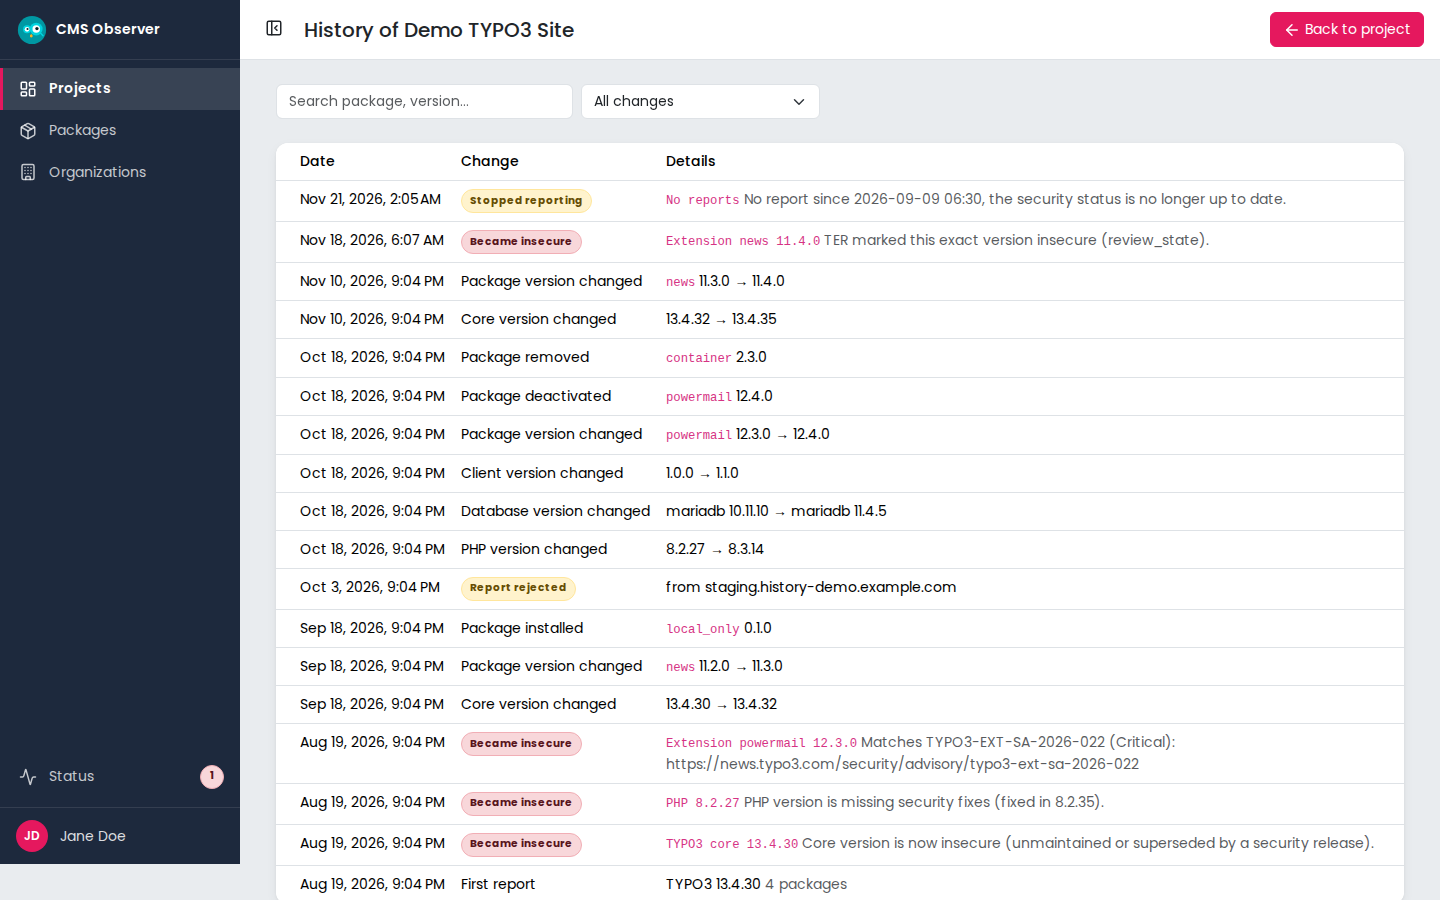 CMS Observer
History of Demo TYPO3 Site
Back to project
Projects
Packages
Organizations
Search package, version...
All changes
Date Change Details
Nov 21, 2026, 2:05 AM Stopped reporting No reports No report since 2026-09-09 06:30, the security status is no longer up to date.
Nov 18, 2026, 6:07 AM Became insecure Extension news 11.4.0 TER marked this exact version insecure (review_state).
Nov 10, 2026, 9:04 PM Package version changed news 11.3.0 → 11.4.0
Nov 10, 2026, 9:04 PM Core version changed 13.4.32 → 13.4.35
Oct 18, 2026, 9:04 PM Package removed container 2.3.0
Oct 18, 2026, 9:04 PM Package deactivated powermail 12.4.0
Oct 18, 2026, 9:04 PM Package version changed powermail 12.3.0 → 12.4.0
Oct 18, 2026, 9:04 PM Client version changed 1.0.0 → 1.1.0
Oct 18, 2026, 9:04 PM Database version changed mariadb 10.11.10 → mariadb 11.4.5
Oct 18, 2026, 9:04 PM PHP version changed 8.2.27 → 8.3.14
Oct 3, 2026, 9:04 PM Report rejected from staging.history-demo.example.com
Sep 18, 2026, 9:04 PM Package installed local_only 0.1.0
Sep 18, 2026, 9:04 PM Package version changed news 11.2.0 → 11.3.0
Sep 18, 2026, 9:04 PM Core version changed 13.4.30 → 13.4.32
Aug 19, 2026, 9:04 PM Became insecure Extension powermail 12.3.0 Matches TYPO3-EXT-SA-2026-022 (Critical):
https://news.typo3.com/security/advisory/typo3-ext-sa-2026-022
Aug 19, 2026, 9:04 PM Became insecure PHP 8.2.27 PHP version is missing security fixes (fixed in 8.2.35).
Aug 19, 2026, 9:04 PM Became insecure TYPO3 core 13.4.30 Core version is now insecure (unmaintained or superseded by a security release).
Aug 19, 2026, 9:04 PM First report TYPO3 13.4.30 4 packages
Status 1
JD Jane Doe